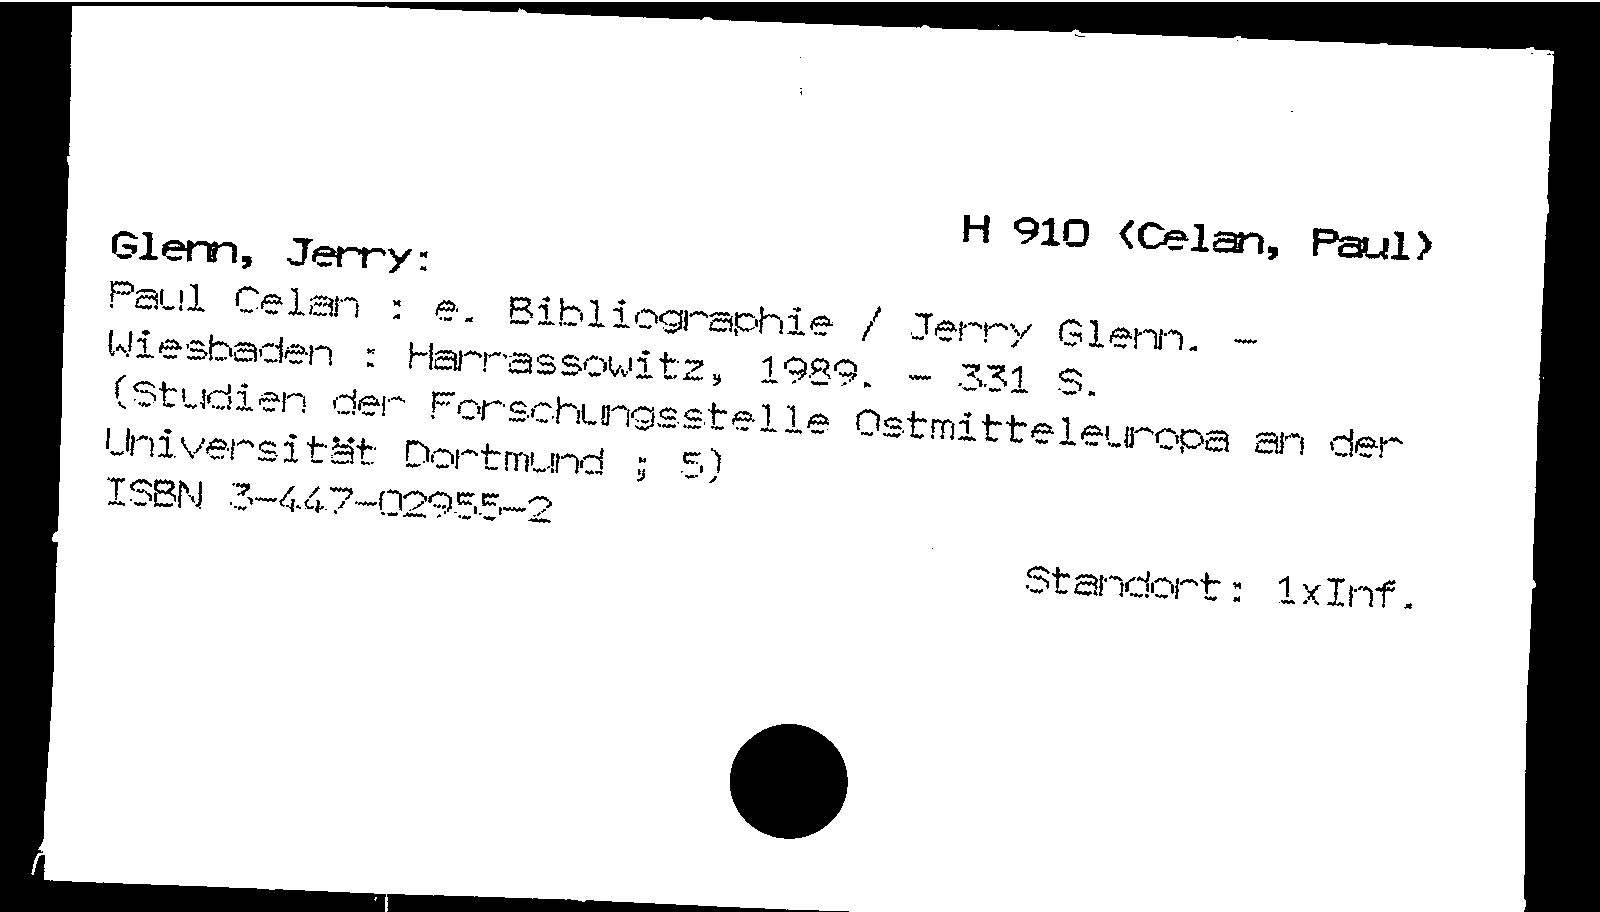 H 910 <Celan, Paul>
Glenn, Jerry:
Paul Celan : e. Bibliographie / Jerry Glenn. -
Wiesbaden : Harrassowitz, 1989. - 331 S.
(Studien der Forschungsstelle Ostmitteleuropa an der
Universität Dortmund ; 5)
ISBN 3-447-02955-2
Standort: 1xInf.